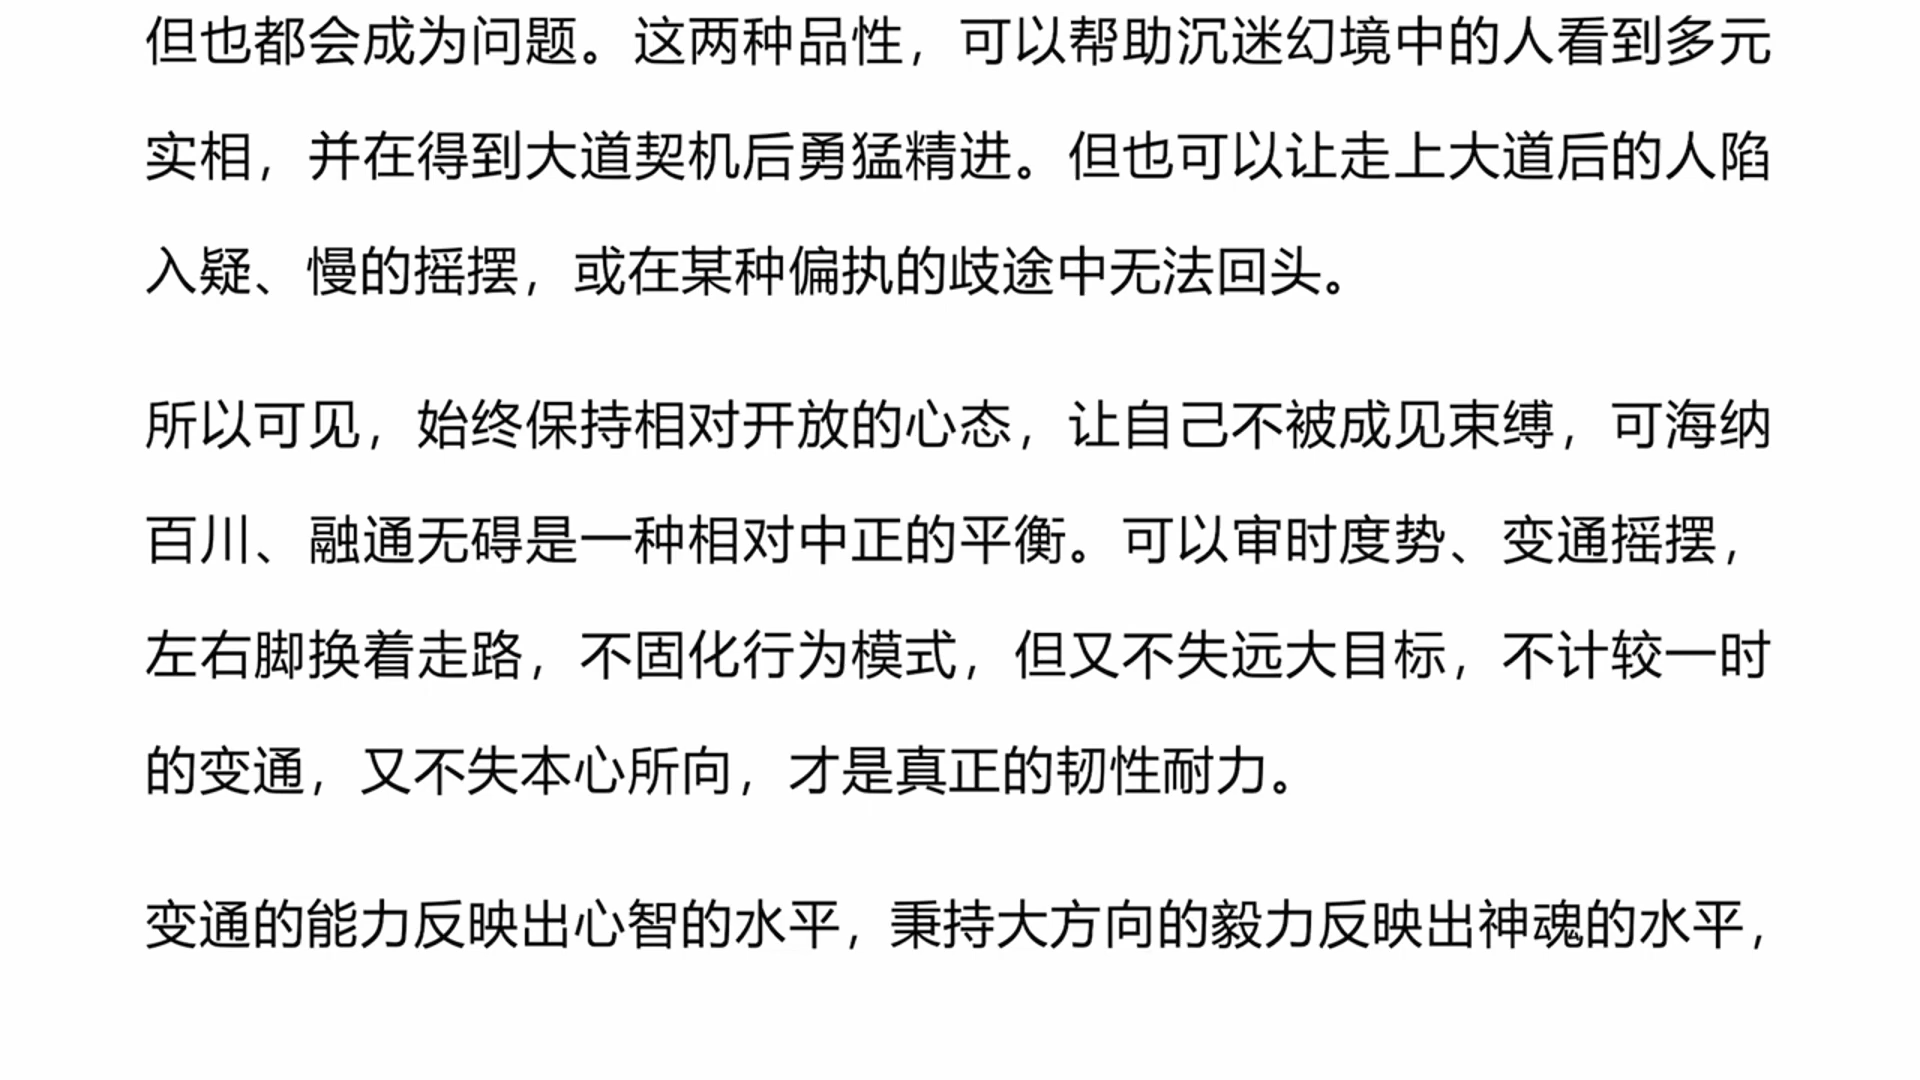 但也都会成为问题。这两种品性，可以帮助沉迷幻境中的人看到多元
实相，并在得到大道契机后勇猛精进。但也可以让走上大道后的人陷
入疑、慢的摇摆，或在某种偏执的歧途中无法回头。
所以可见，始终保持相对开放的心态，让自己不被成见束缚，可海纳
百川、融通无碍是一种相对中正的平衡。可以审时度势、变通摇摆，
左右脚换着走路，不固化行为模式，但又不失远大目标，不计较一时
的变通，又不失本心所向，才是真正的韧性耐力。
变通的能力反映出心智的水平，秉持大方向的毅力反映出神魂的水平，